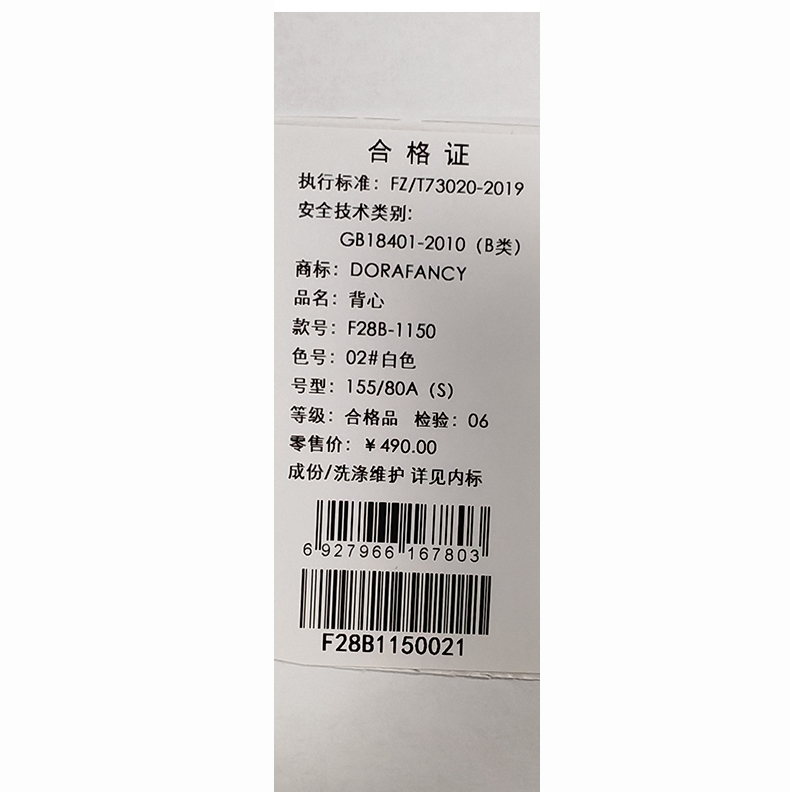 合格证
执行标准：FZ/T73020-2019
安全技术类别：
GB18401-2010（B类）
商标：DORAFANCY
品名：背心
款号：F28B-1150
色号：02#白色
号型：155/80A（S）
等级：合格品 检验：06
零售价：￥490.00
成份/洗涤维护 详见内标
6 927966 167803
F28B1150021